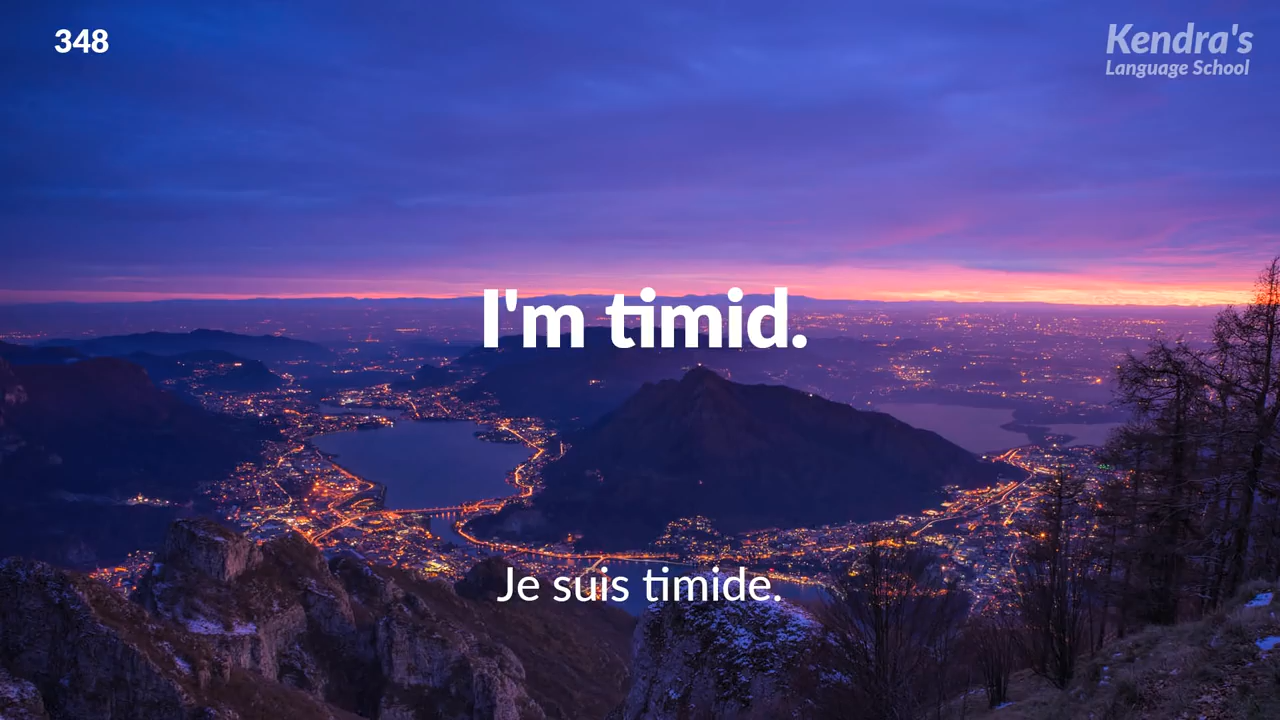 348
Kendra's
Language School
I'm timid.
Je suis timide.